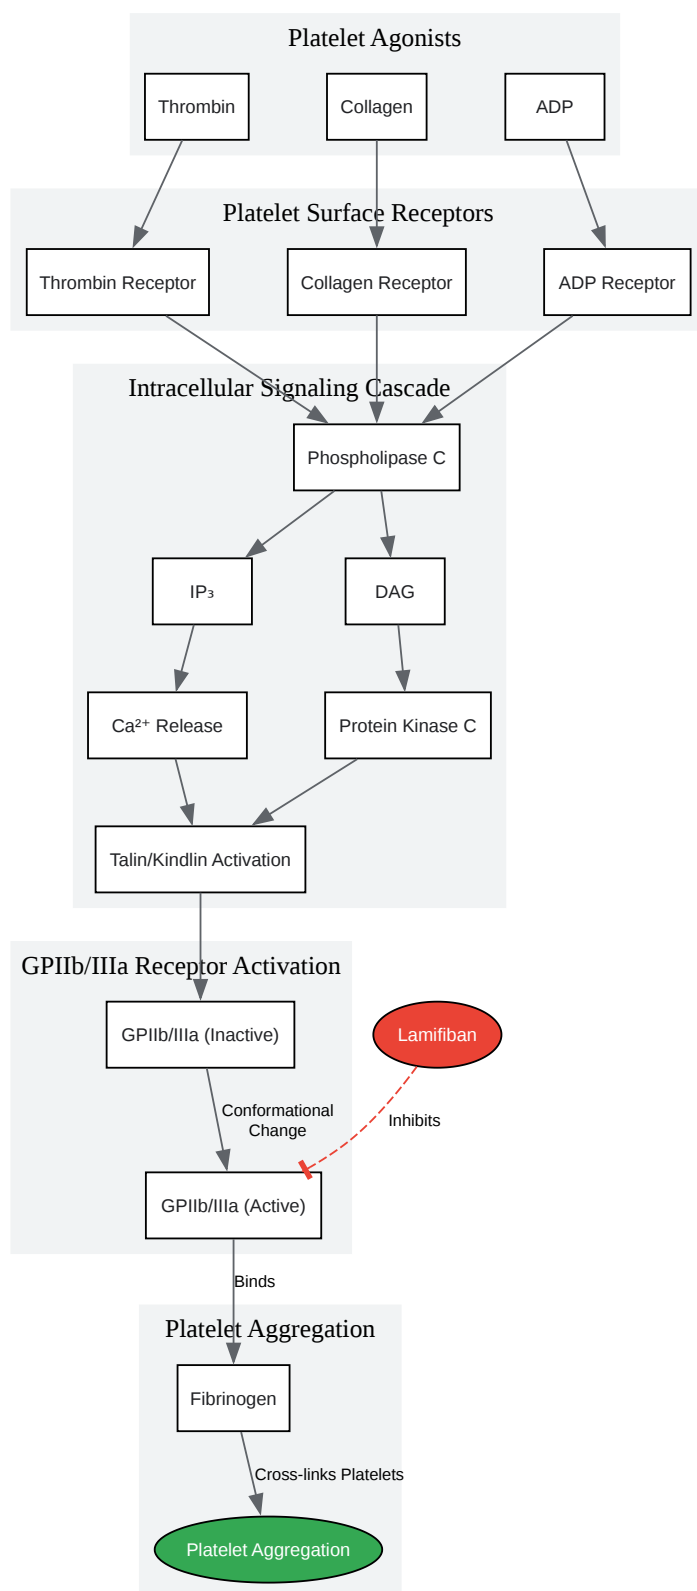 Platelet Agonists
Thrombin
Collagen
ADP
Platelet Surface Receptors
Thrombin Receptor
Collagen Receptor
ADP Receptor
Intracellular Signaling Cascade
Phospholipase C
IP₃
DAG
Ca²⁺ Release
Protein Kinase C
Talin/Kindlin Activation
GPIIb/IIIa Receptor Activation
GPIIb/IIIa (Inactive)
Lamifiban
Conformational
Change
Inhibits
GPIIb/IIIa (Active)
Binds
Platelet Aggregation
Fibrinogen
Cross-links Platelets
Platelet Aggregation